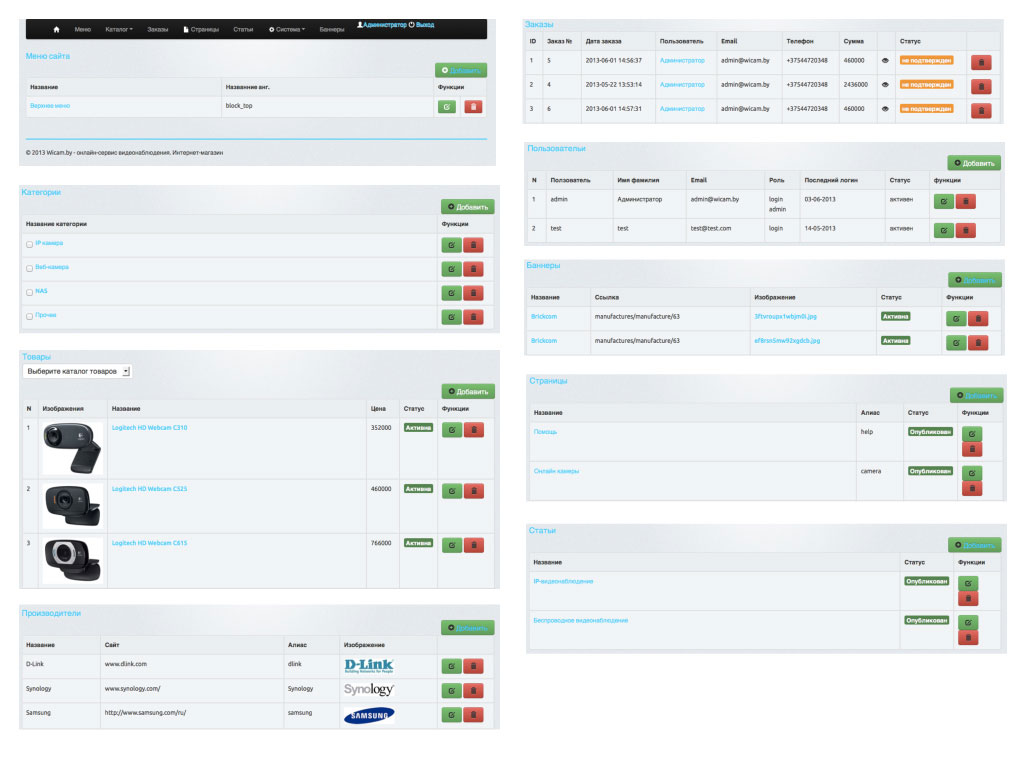 Меню Каталог Заказы Страницы Статьи Система Баннеры Администратор Выход
Меню сайта
Добавить
Название Названние анг. Функции
Верхнее меню block_top
© 2013 Wicam.by - онлайн-сервис видеонаблюдения. Интернет-магазин
Категории
Добавить
Название категории Функции
IP-камера
Веб-камера
NAS
Прочее
Товары
Выберите каталог товаров
Добавить
N Изображения Название Цена Статус Функции
1 Logitech HD Webcam C310 352000 Активна
2 Logitech HD Webcam C525 460000 Активна
3 Logitech HD Webcam C615 766000 Активна
Производители
Добавить
Название Сайт Алиас Изображение
D-Link www.dlink.com dlink D-Link
Building Networks for People
Synology www.synology.com/ Synology Synology
Samsung http://www.samsung.com/ru/ samsung SAMSUNG
Заказы
ID Заказ № Дата заказа Пользователь Email Телефон Сумма Статус
1 5 2013-06-01 14:56:37 Администратор admin@wicam.by +37544720348 460000 не подтвержден
2 4 2013-05-22 13:53:14 Администратор admin@wicam.by +37544720348 2436000 не подтвержден
3 6 2013-06-01 14:57:31 Администратор admin@wicam.by +37544720348 460000 не подтвержден
Пользователи
Добавить
N Ползователь Имя фамилия Email Роль Последний логин Статус функции
1 admin Администратор admin@wicam.by login 03-06-2013 активен
admin
2 test test test@test.com login 14-05-2013 активен
Баннеры
Добавить
Название Ссылка Изображение Статус Функции
Brickcom manufactures/manufacture/63 Активна
Brickcom manufactures/manufacture/63 Активна
Страницы
Добавить
Название Алиас Статус Функции
Помощь help Опубликован
Онлайн камеры camera Опубликован
Статьи
Добавить
Название Статус Функции
IP-видеонаблюдение Опубликован
Беспроводное видеонаблюдение Опубликован